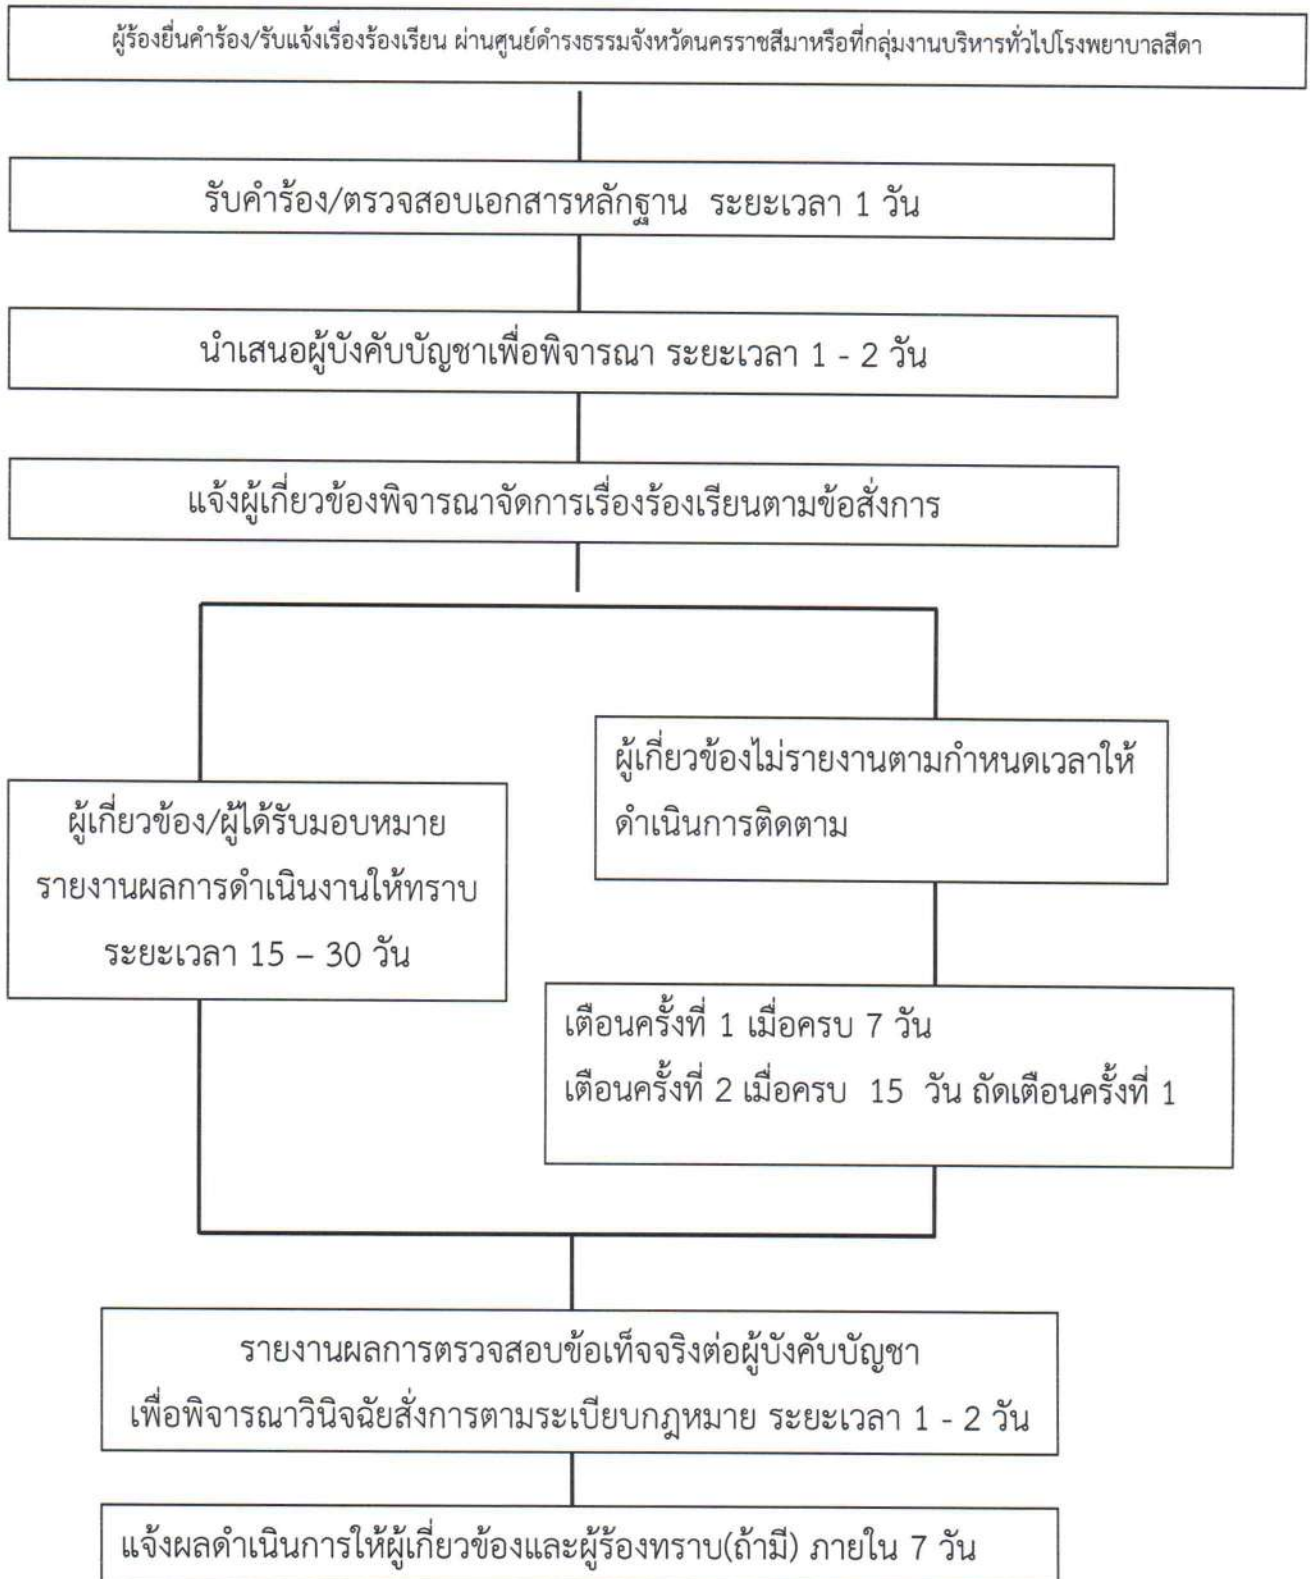 ผู้ร้องยื่นคำร้อง/รับแจ้งเรื่องร้องเรียน ผ่านศูนย์ดำรงธรรมจังหวัดนครราชสีมาหรือที่กลุ่มงานบริหารทั่วไปโรงพยาบาลสีดา
รับคำร้อง/ตรวจสอบเอกสารหลักฐาน ระยะเวลา 1 วัน
นำเสนอผู้บังคับบัญชาเพื่อพิจารณา ระยะเวลา 1 - 2 วัน
แจ้งผู้เกี่ยวข้องพิจารณาจัดการเรื่องร้องเรียนตามข้อสั่งการ
ผู้เกี่ยวข้อง/ผู้ได้รับมอบหมาย
รายงานผลการดำเนินงานให้ทราบ
ระยะเวลา 15 – 30 วัน
ผู้เกี่ยวข้องไม่รายงานตามกำหนดเวลาให้
ดำเนินการติดตาม
เตือนครั้งที่ 1 เมื่อครบ 7 วัน
เตือนครั้งที่ 2 เมื่อครบ 15 วัน ถัดเตือนครั้งที่ 1
รายงานผลการตรวจสอบข้อเท็จจริงต่อผู้บังคับบัญชา
เพื่อพิจารณาวินิจฉัยสั่งการตามระเบียบกฎหมาย ระยะเวลา 1 - 2 วัน
แจ้งผลดำเนินการให้ผู้เกี่ยวข้องและผู้ร้องทราบ(ถ้ามี) ภายใน 7 วัน